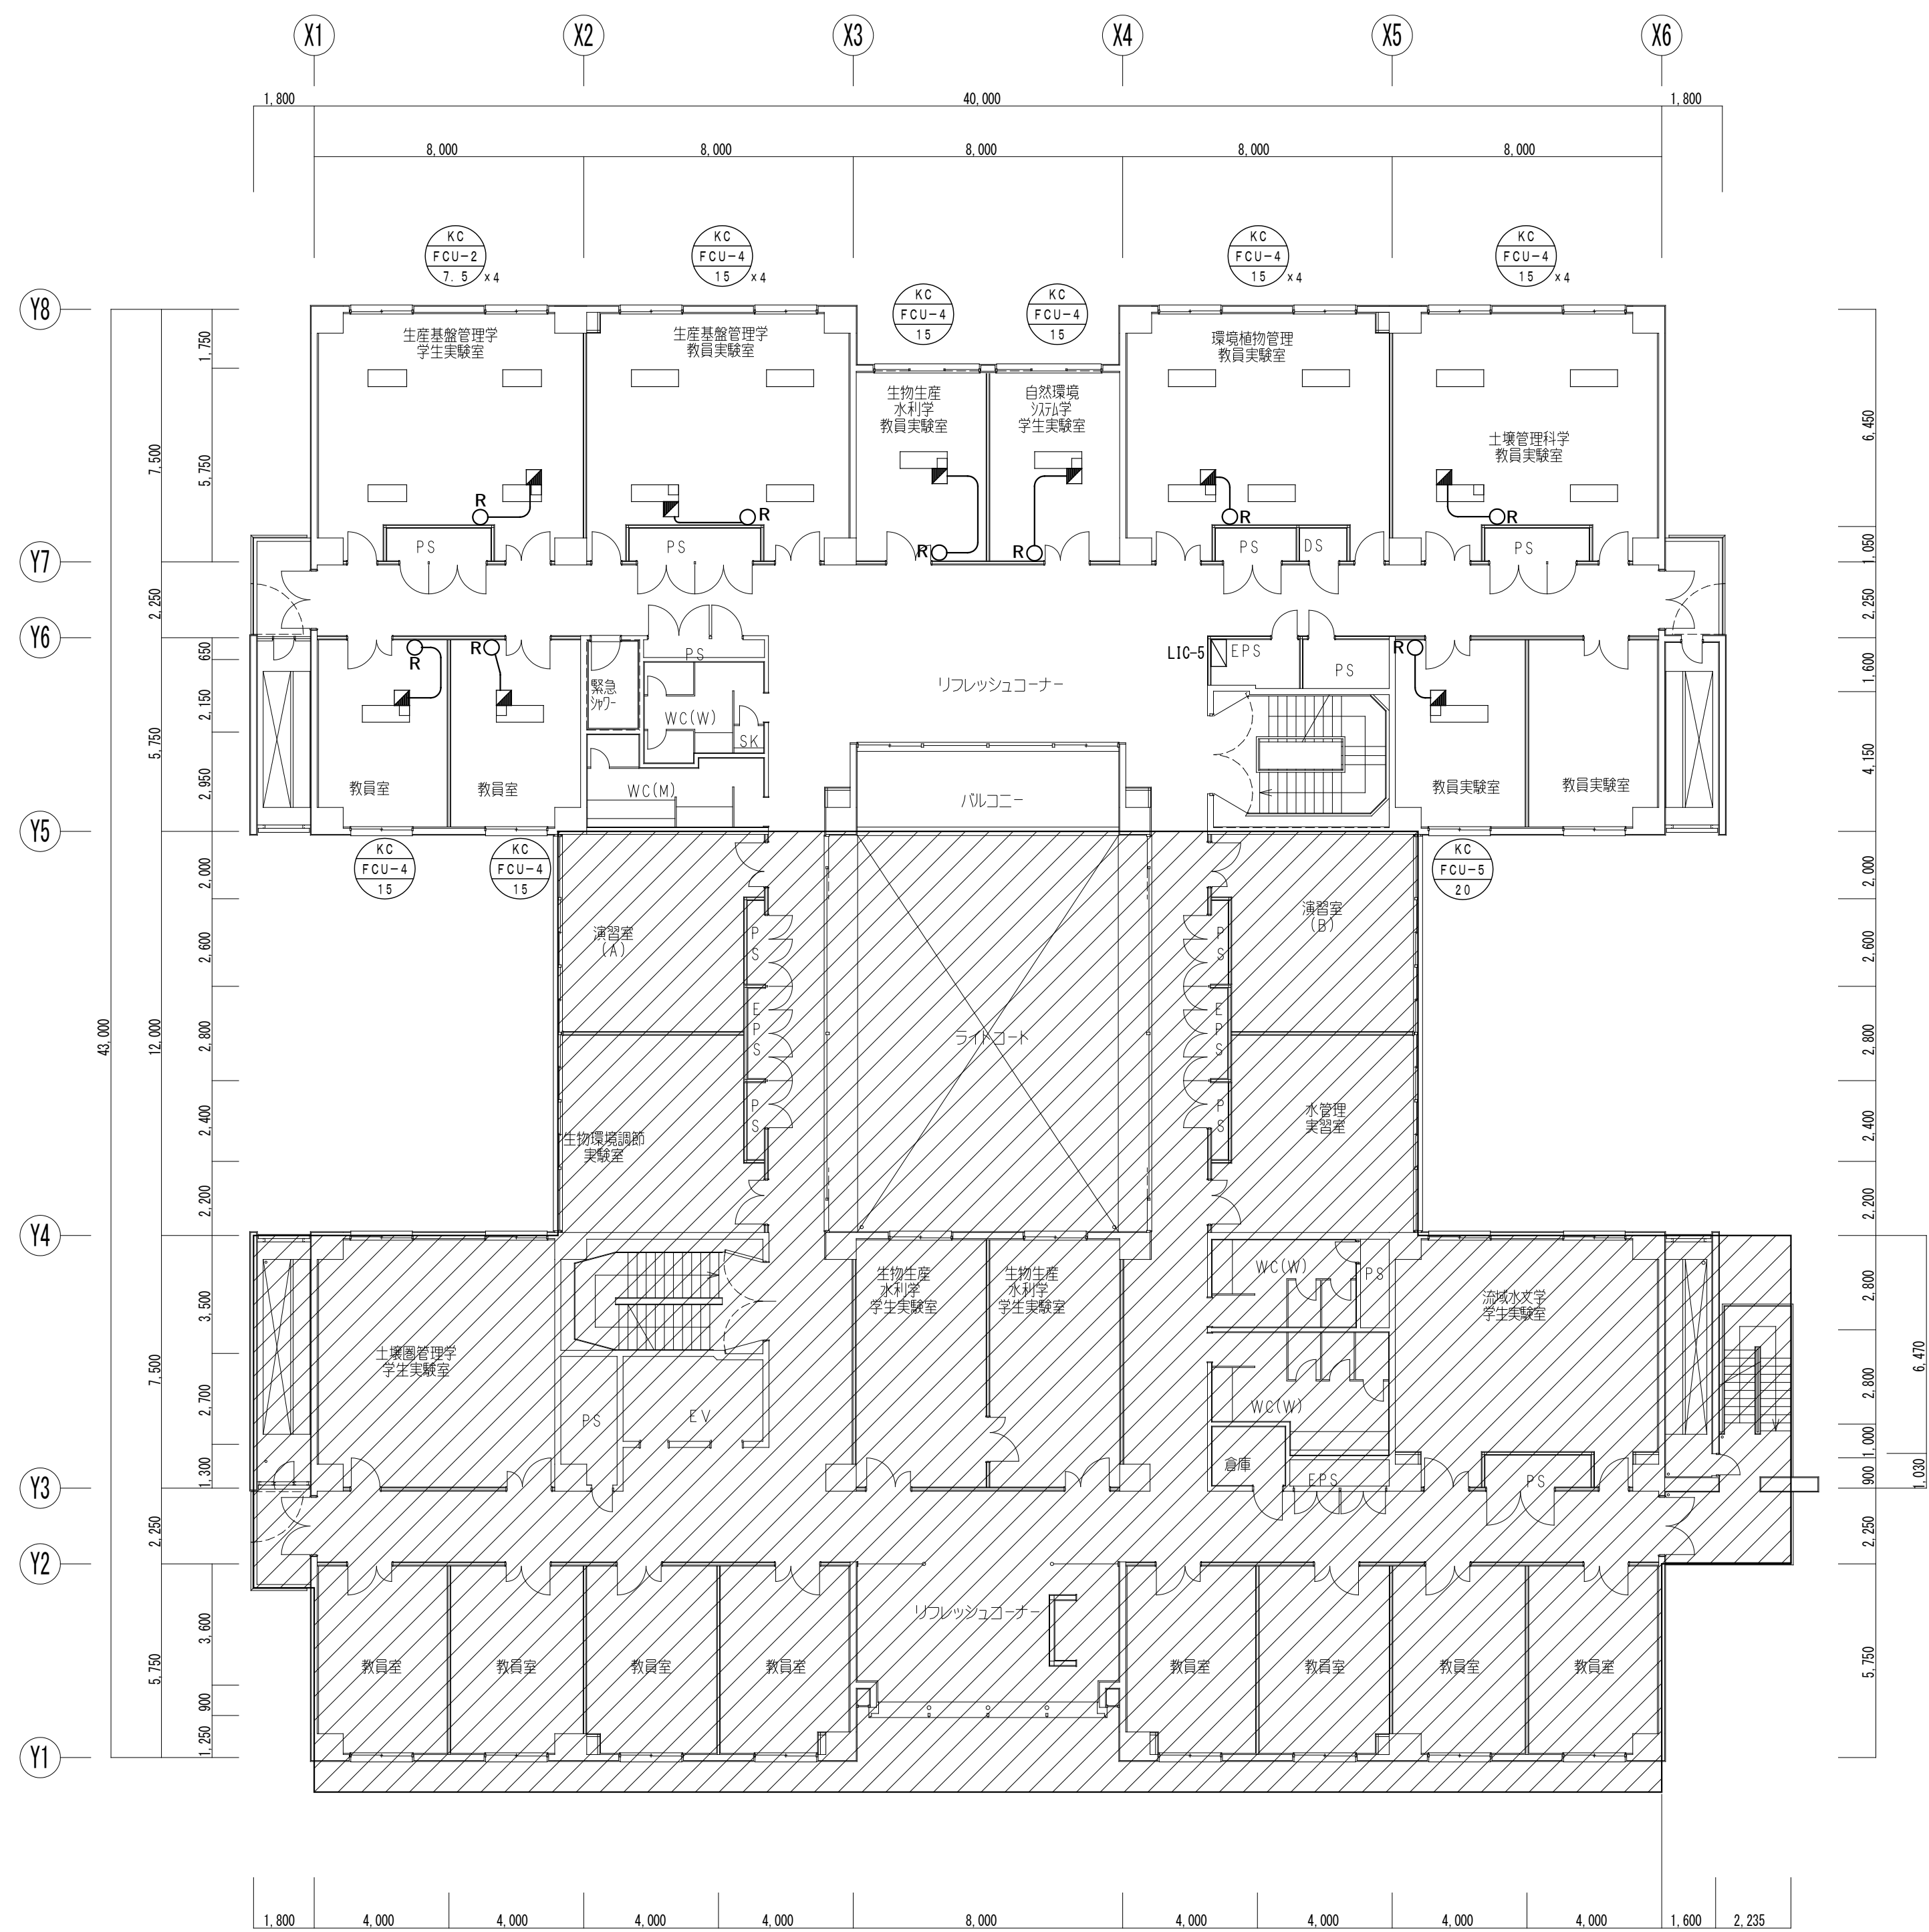 X1
X2
X3
X4
X5
X6
1,800
40,000
1,800
8,000
8,000
8,000
8,000
8,000
KC
FCU-2
7.5
x4
KC
FCU-4
15
x4
KC
FCU-4
15
KC
FCU-4
15
KC
FCU-4
15
x4
KC
FCU-4
15
x4
Y8
生産基盤管理学
学生実験室
生産基盤管理学
教員実験室
生物生産
水利学
教員実験室
自然環境
システム学
学生実験室
環境植物管理
教員実験室
土壌管理科学
教員実験室
1,750
7,500
5,750
6,450
1,050
R
R
R
R
R
R
PS
PS
PS
DS
PS
Y7
2,250
2,250
Y6
R
R
R
650
2,150
5,750
2,950
1,600
4,150
PS
緊急
シャワー
WC(W)
SK
WC(M)
リフレッシュコーナー
バルコニー
LIC-5
EPS
PS
教員室
教員室
教員実験室
教員実験室
Y5
KC
FCU-4
15
KC
FCU-4
15
KC
FCU-5
20
2,000
2,600
43,000
12,000
2,800
2,400
2,200
2,000
2,600
2,800
2,400
2,200
演習室
(A)
PS
EPS
PS
生物環境調節
実験室
ライトコート
演習室
(B)
PS
EPS
PS
水管理
実習室
Y4
3,500
7,500
2,700
1,300
2,800
2,800
1,000
900
6,470
1,030
土壌圏管理学
学生実験室
PS
EV
生物生産
水利学
学生実験室
生物生産
水利学
学生実験室
WC(W)
PS
WC(W)
倉庫
EPS
流域水文学
学生実験室
PS
Y3
2,250
2,250
Y2
3,600
5,750
900
1,250
5,750
リフレッシュコーナー
教員室
教員室
教員室
教員室
教員室
教員室
教員室
教員室
Y1
1,800
4,000
4,000
4,000
4,000
8,000
4,000
4,000
4,000
4,000
1,600
2,235